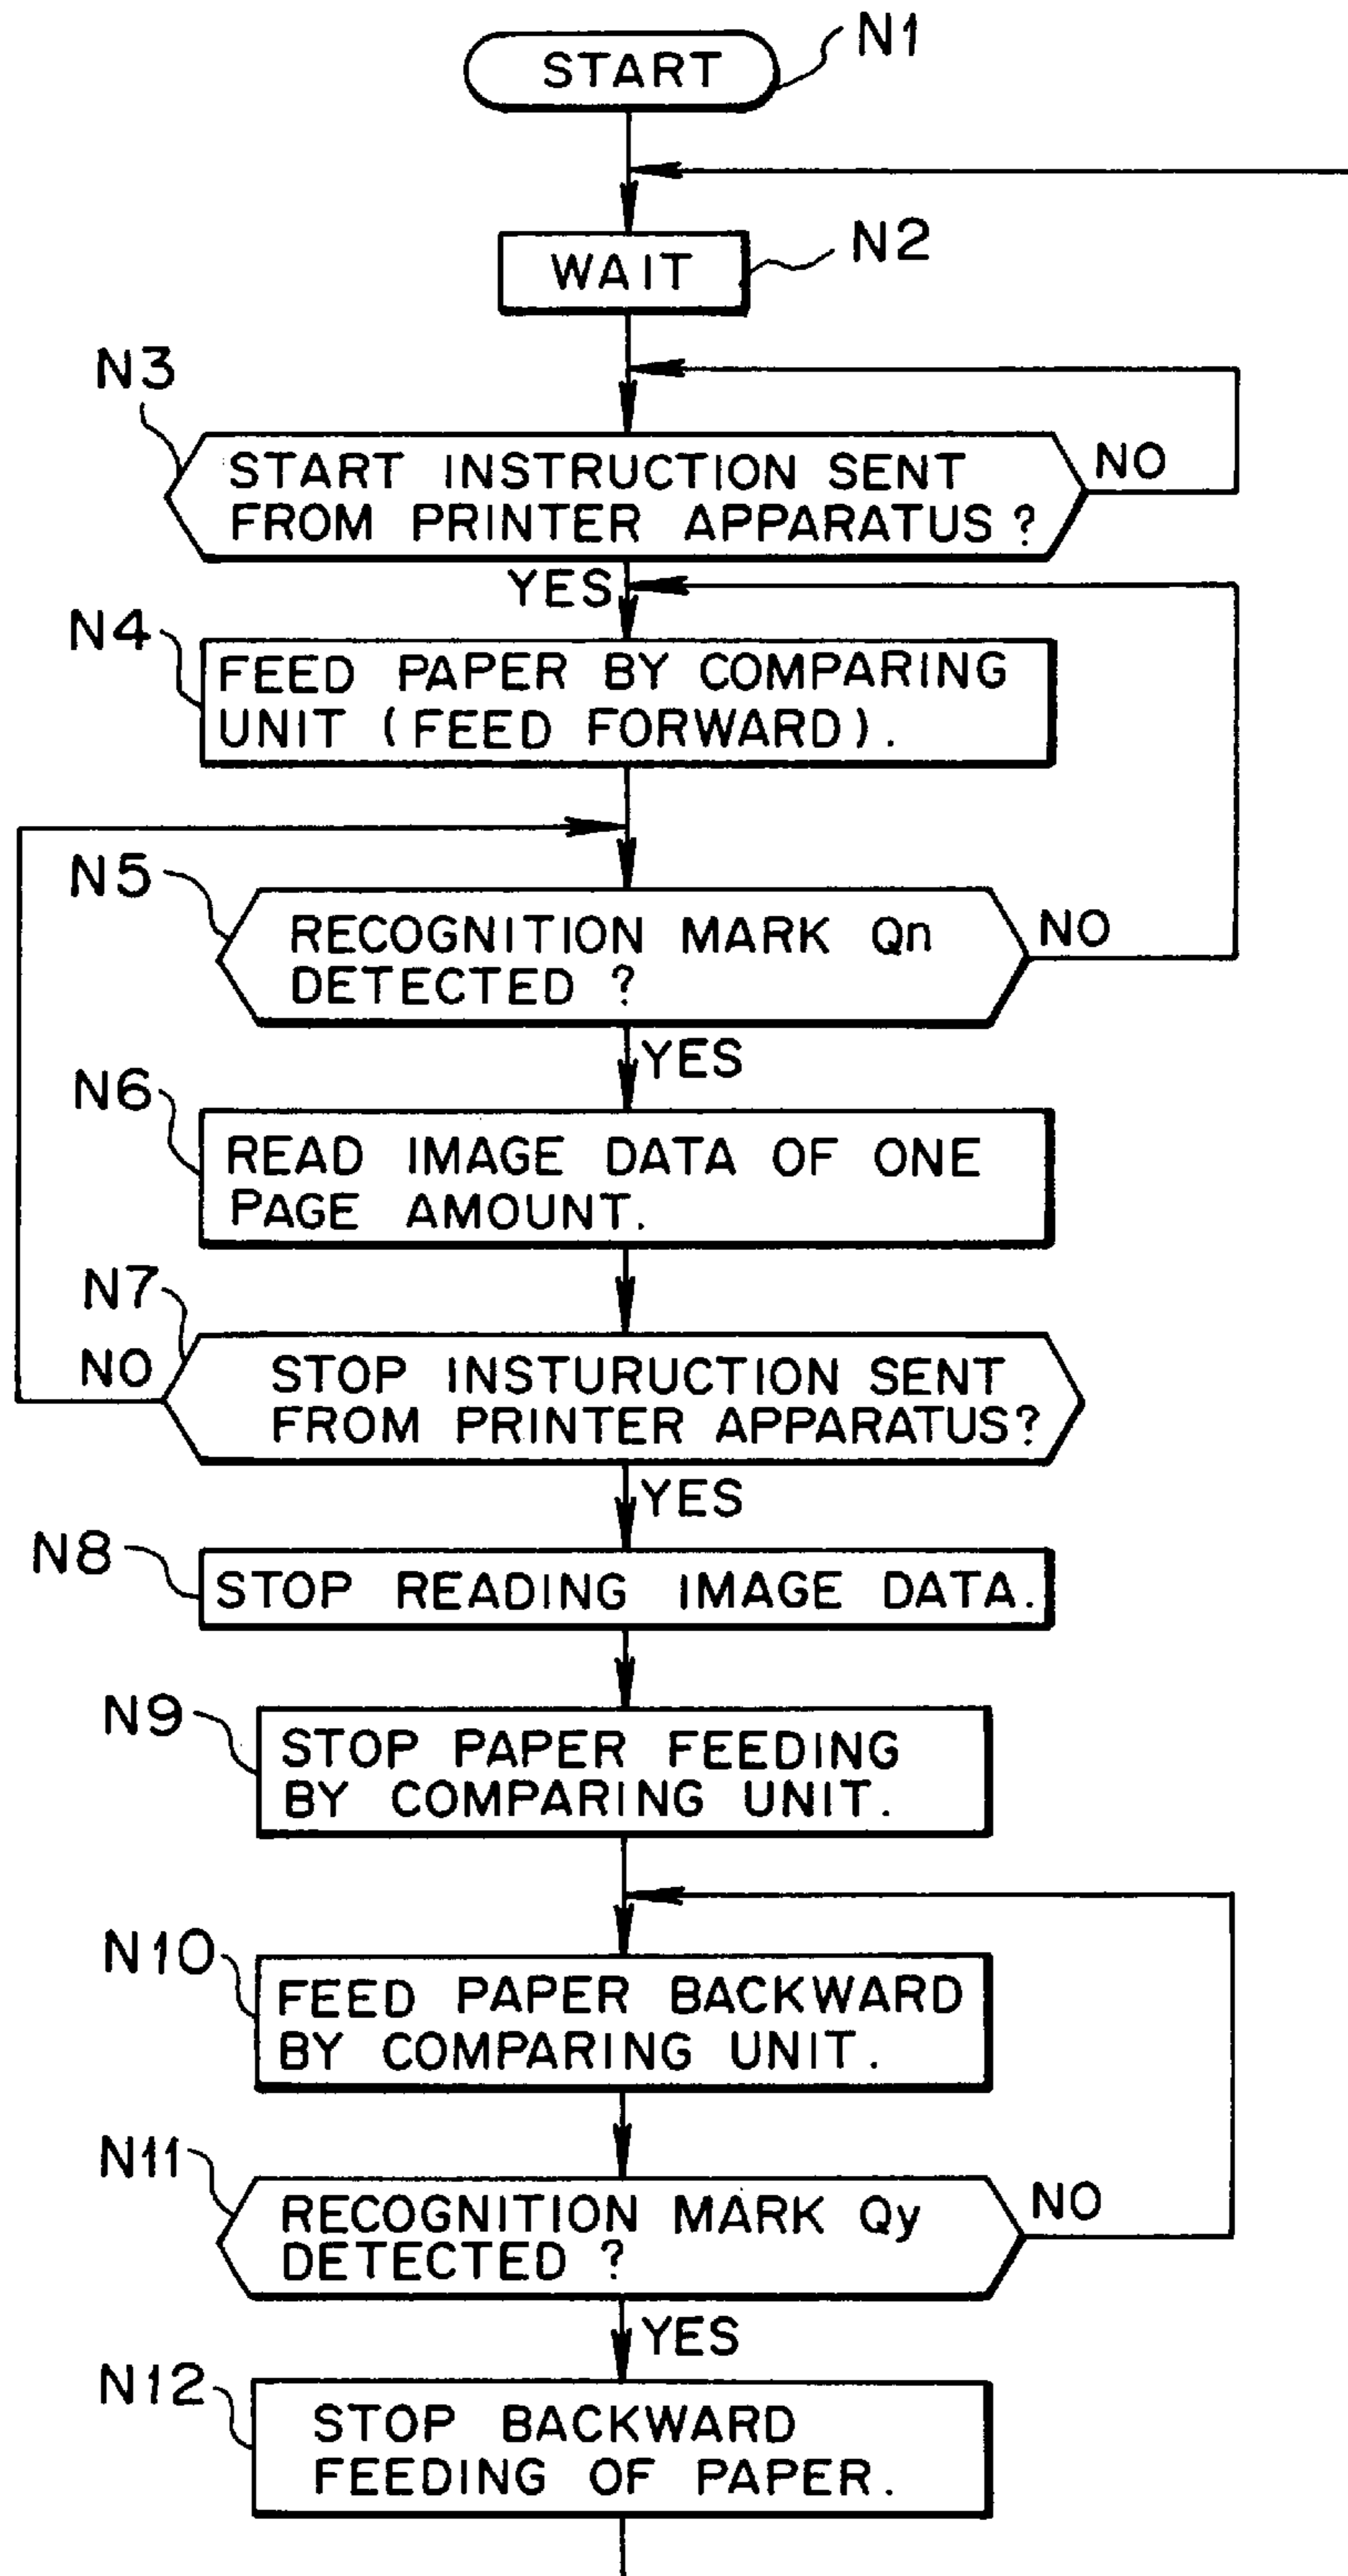 START
N1
WAIT
N2
N3
START INSTRUCTION SENT
FROM PRINTER APPARATUS ?
NO
YES
N4
FEED PAPER BY COMPARING
UNIT (FEED FORWARD).
N5
RECOGNITION MARK Qn
DETECTED ?
NO
YES
N6
READ IMAGE DATA OF ONE
PAGE AMOUNT.
N7
NO
STOP INSTURUCTION SENT
FROM PRINTER APPARATUS?
YES
N8
STOP READING IMAGE DATA.
N9
STOP PAPER FEEDING
BY COMPARING UNIT.
N10
FEED PAPER BACKWARD
BY COMPARING UNIT.
N11
RECOGNITION MARK Qy
DETECTED ?
NO
YES
N12
STOP BACKWARD
FEEDING OF PAPER.